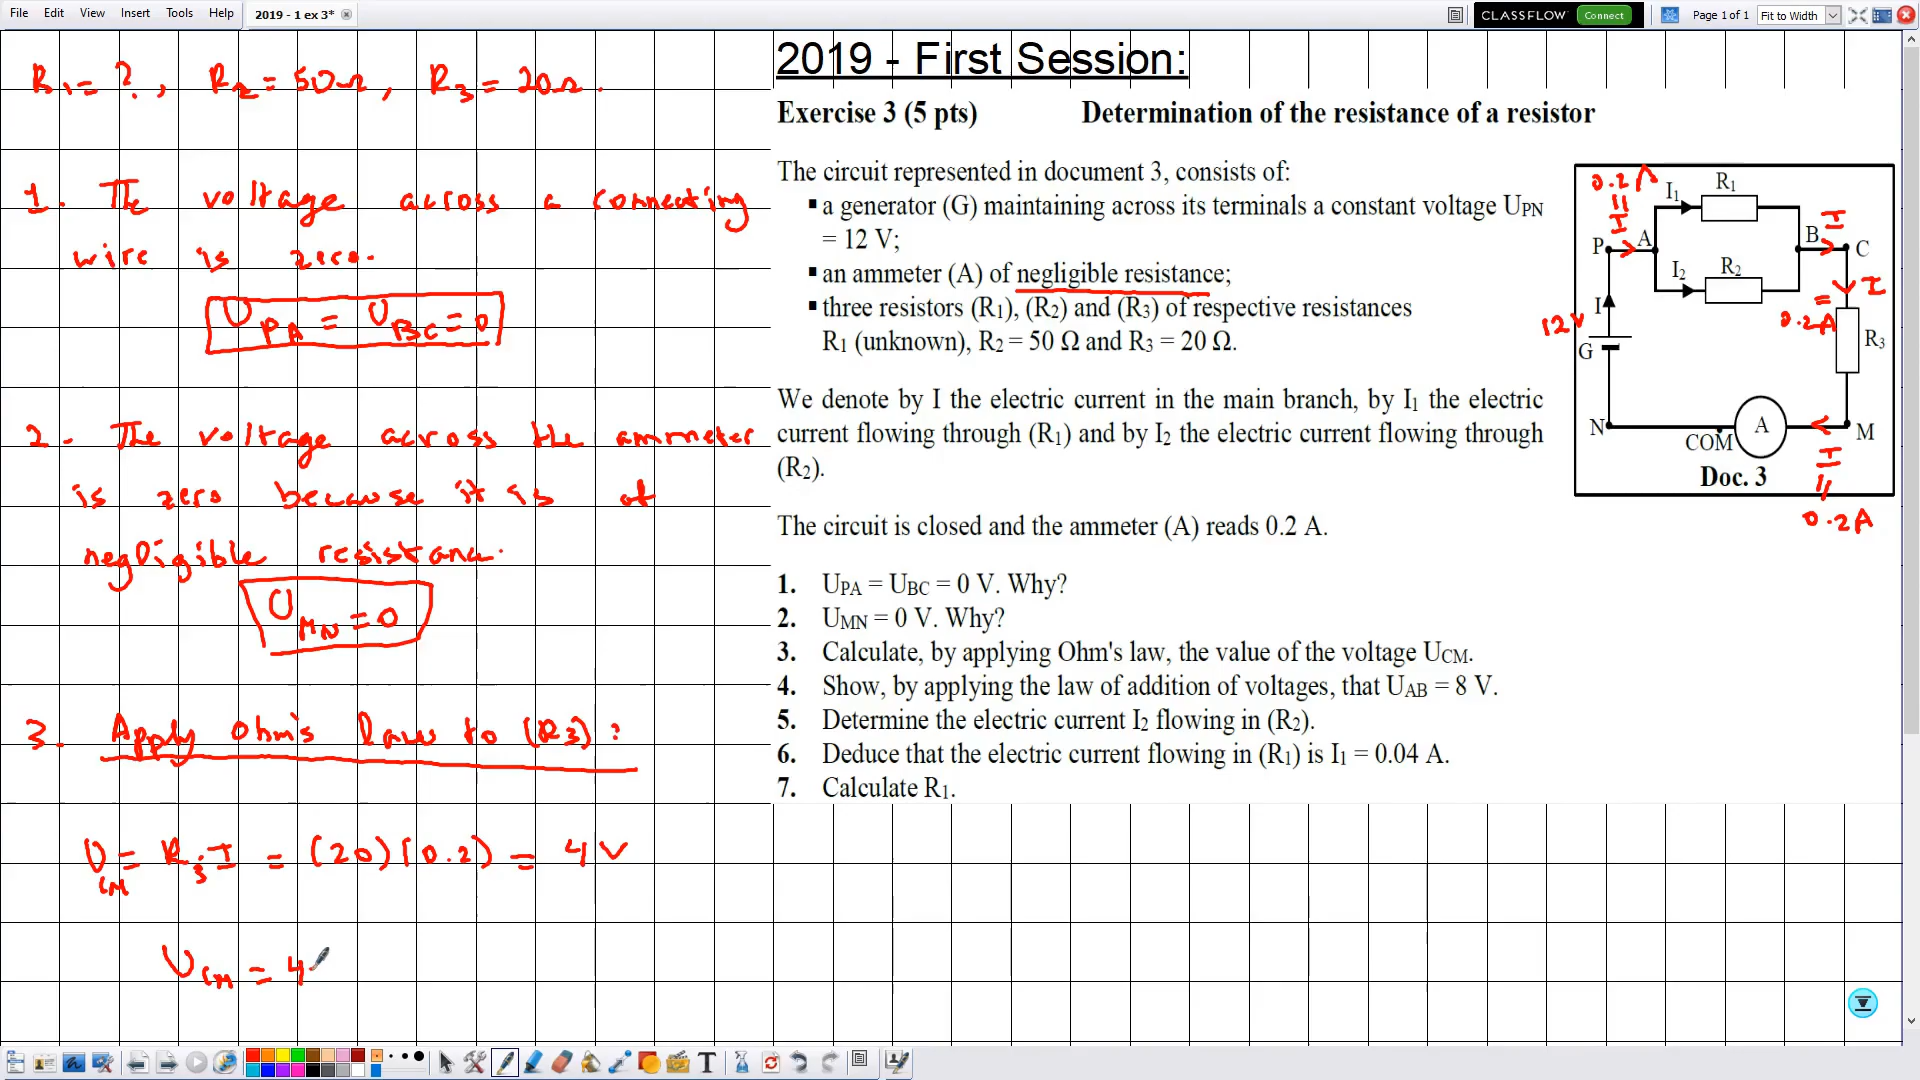 File Edit View Insert Tools Help 2019 - 1 ex 3*
CLASSFLOW Connect Page 1 of 1 Fit to Width
R1 = ?, R2 = 50Ω, R3 = 20Ω.
1. The voltage across a connecting
wire is zero.
UPA = UBC = 0
2. The voltage across the ammeter
is zero because it is of
negligible resistance.
UMN = 0
3. Apply Ohm's law to (R3):
UCM = R3 I = (20)(0.2) = 4V
UCM = 4
2019 - First Session:
Exercise 3 (5 pts) Determination of the resistance of a resistor
The circuit represented in document 3, consists of:
▪ a generator (G) maintaining across its terminals a constant voltage UPN
= 12 V;
▪ an ammeter (A) of negligible resistance;
▪ three resistors (R1), (R2) and (R3) of respective resistances
R1 (unknown), R2 = 50 Ω and R3 = 20 Ω.
We denote by I the electric current in the main branch, by I1 the electric
current flowing through (R1) and by I2 the electric current flowing through
(R2).
The circuit is closed and the ammeter (A) reads 0.2 A.
1. UPA = UBC = 0 V. Why?
2. UMN = 0 V. Why?
3. Calculate, by applying Ohm's law, the value of the voltage UCM.
4. Show, by applying the law of addition of voltages, that UAB = 8 V.
5. Determine the electric current I2 flowing in (R2).
6. Deduce that the electric current flowing in (R1) is I1 = 0.04 A.
7. Calculate R1.
0.2 A
=
I
I1 R1
P A B I C
I2 R2
I
=
0.2A
I
12V
G
R3
N COM A M
I
=
0.2A
Doc. 3
T